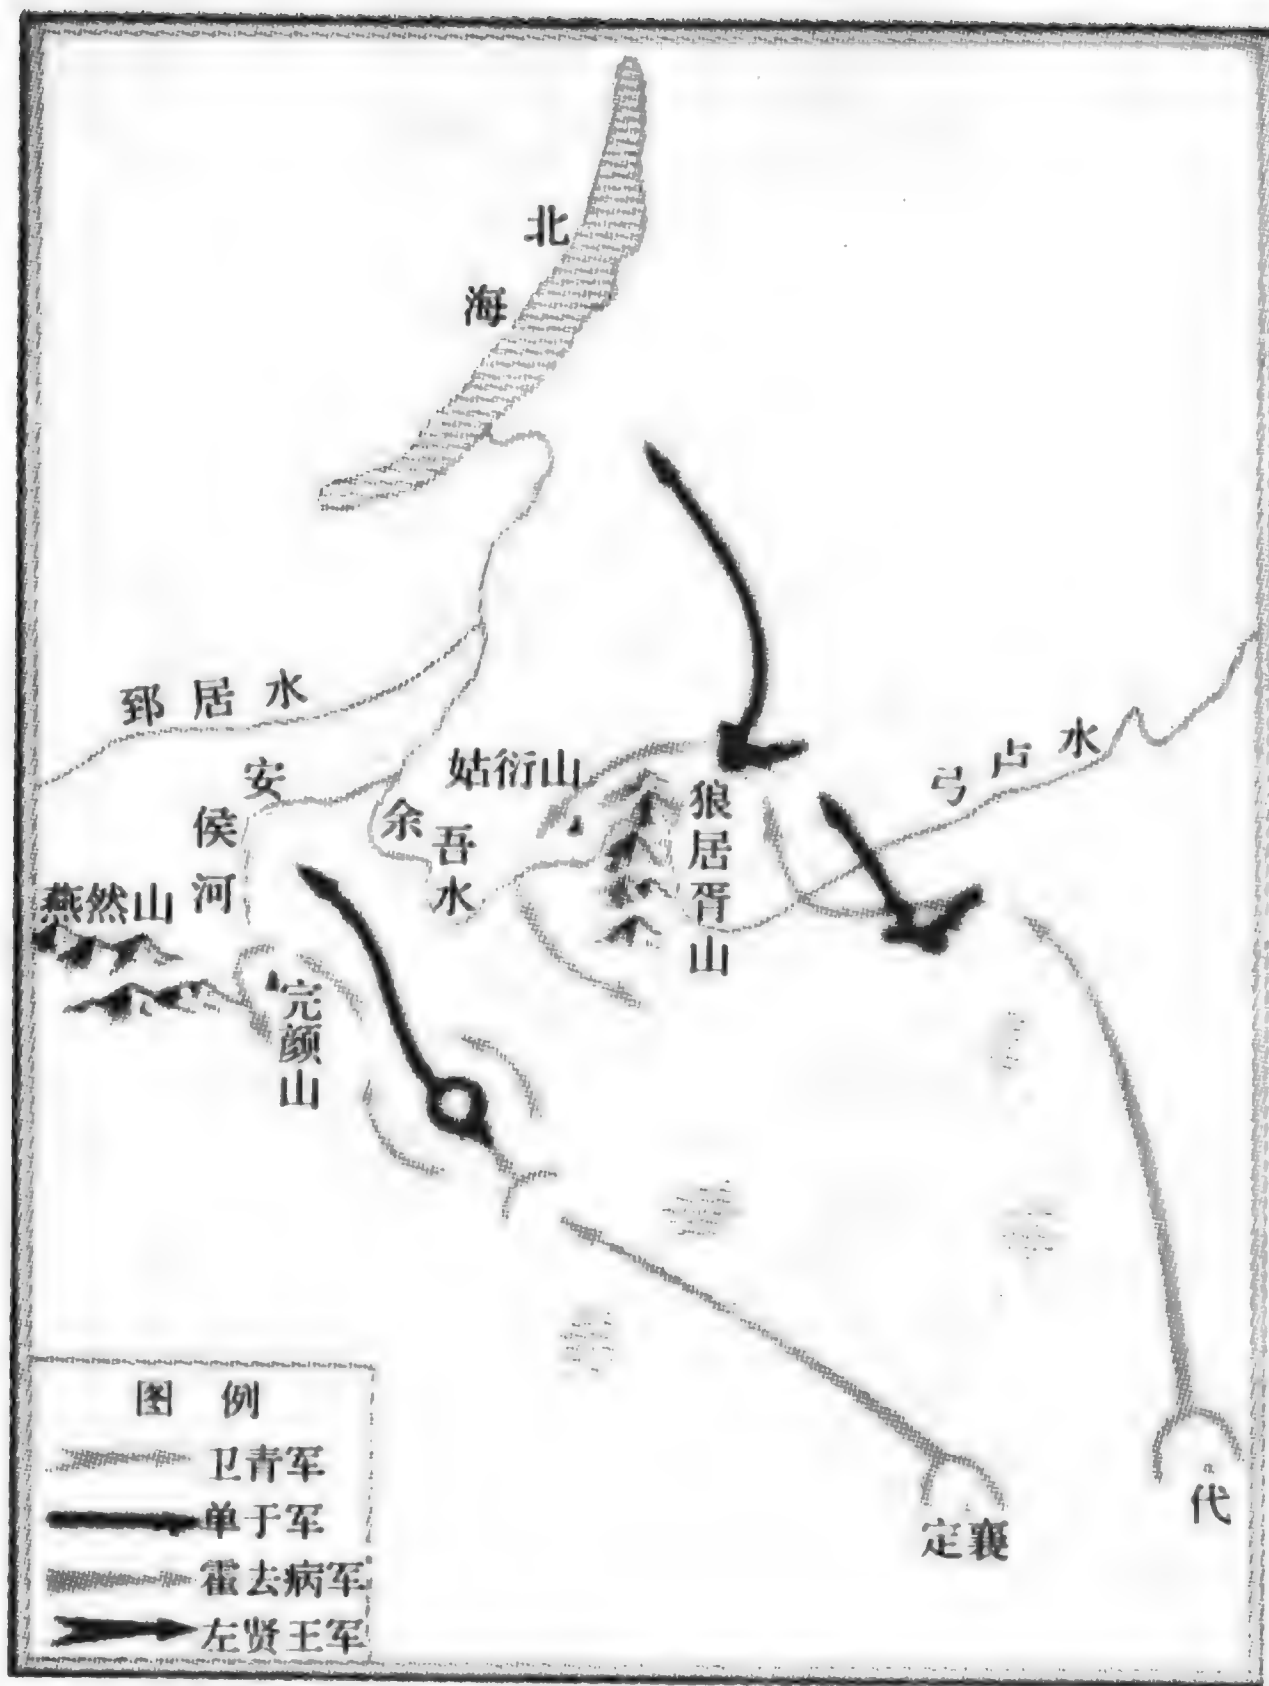 北海
郅居水
安侯河
姑衍山
余吾水
狼居胥山
弓卢水
燕然山
完颜山
图 例
卫青军
单于军
霍去病军
左贤王军
定襄
代